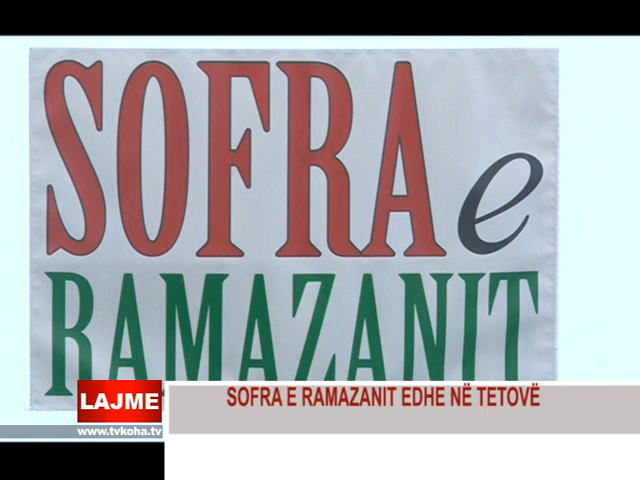 SOFRA e
RAMAZANIT
LAJME
SOFRA E RAMAZANIT EDHE NË TETOVË
www.tvkoha.tv